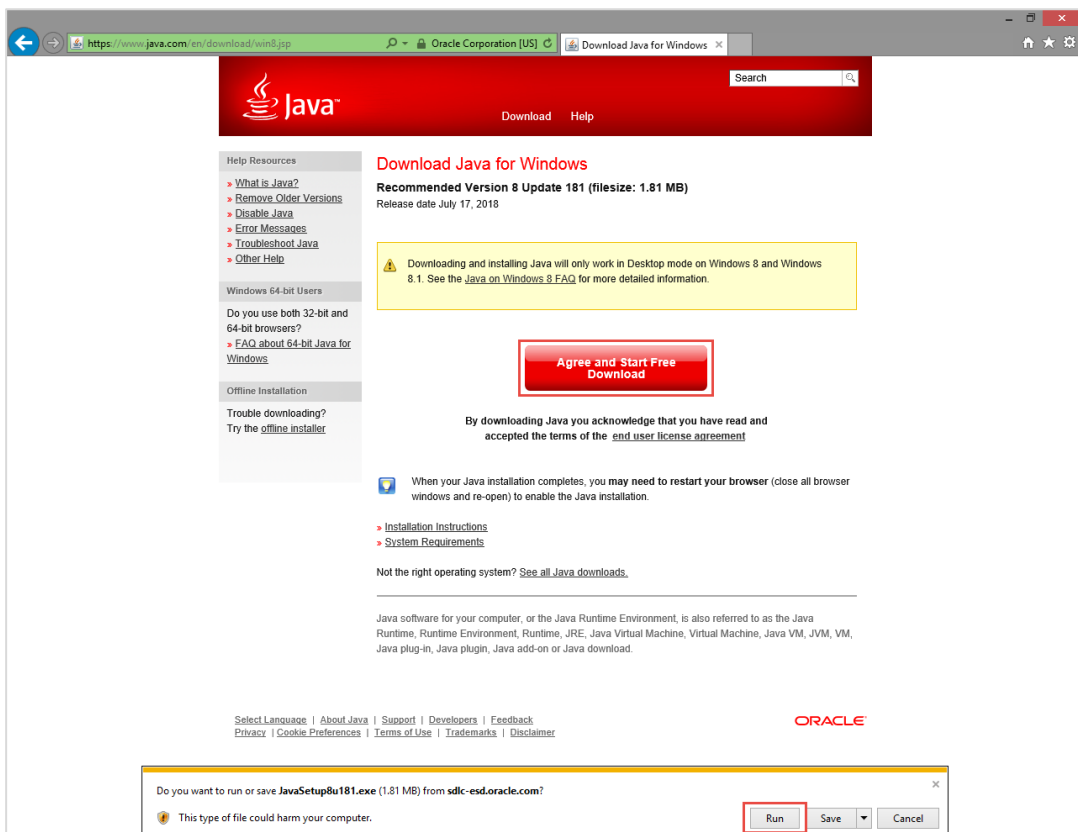 https://www.java.com/en/download/win8.jsp
Oracle Corporation [US]
Download Java for Windows
Java™
Search
Download Help
Help Resources
» What is Java?
» Remove Older Versions
» Disable Java
» Error Messages
» Troubleshoot Java
» Other Help
Windows 64-bit Users
Do you use both 32-bit and
64-bit browsers?
» FAQ about 64-bit Java for
Windows
Offline Installation
Trouble downloading?
Try the offline installer
Download Java for Windows
Recommended Version 8 Update 181 (filesize: 1.81 MB)
Release date July 17, 2018
Downloading and installing Java will only work in Desktop mode on Windows 8 and Windows
8.1. See the Java on Windows 8 FAQ for more detailed information.
Agree and Start Free
Download
By downloading Java you acknowledge that you have read and
accepted the terms of the end user license agreement
When your Java installation completes, you may need to restart your browser (close all browser
windows and re-open) to enable the Java installation.
» Installation Instructions
» System Requirements
Not the right operating system? See all Java downloads.
Java software for your computer, or the Java Runtime Environment, is also referred to as the Java
Runtime, Runtime Environment, Runtime, JRE, Java Virtual Machine, Virtual Machine, Java VM, JVM, VM,
Java plug-in, Java plugin, Java add-on or Java download.
Select Language | About Java | Support | Developers | Feedback
Privacy | Cookie Preferences | Terms of Use | Trademarks | Disclaimer
ORACLE
Do you want to run or save JavaSetup8u181.exe (1.81 MB) from sdlc-esd.oracle.com?
This type of file could harm your computer.
Run Save Cancel